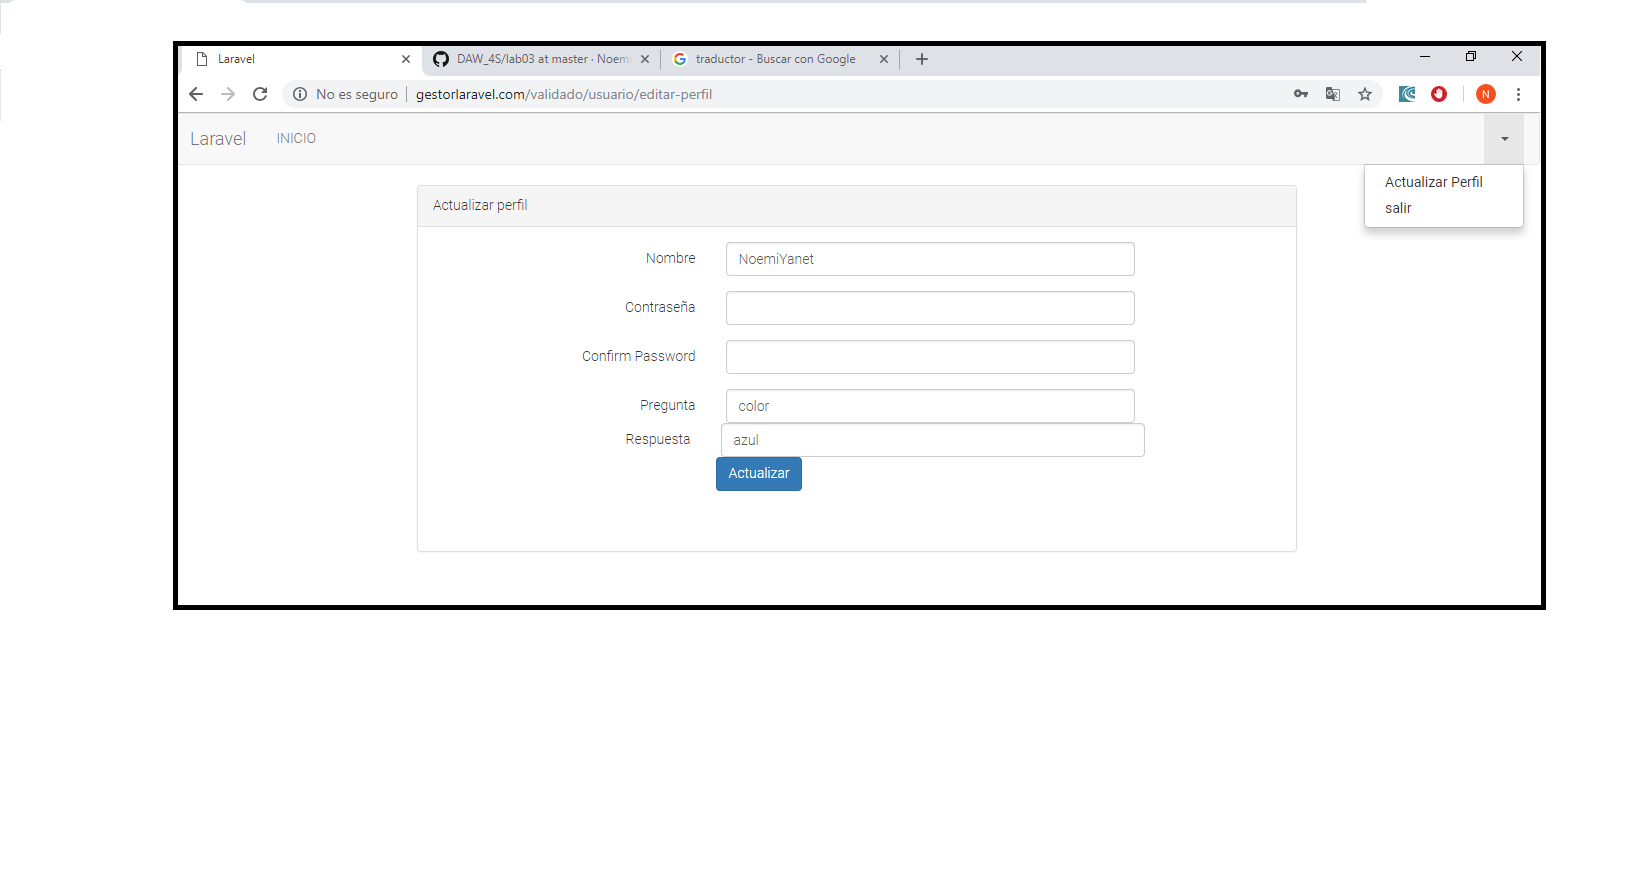 Laravel
DAW_4S/lab03 at master · Noem
traductor - Buscar con Google
No es seguro
gestorlaravel.com/validado/usuario/editar-perfil
N
Laravel
INICIO
Actualizar Perfil
salir
Actualizar perfil
Nombre
NoemiYanet
Contraseña
Confirm Password
Pregunta
color
Respuesta
azul
Actualizar